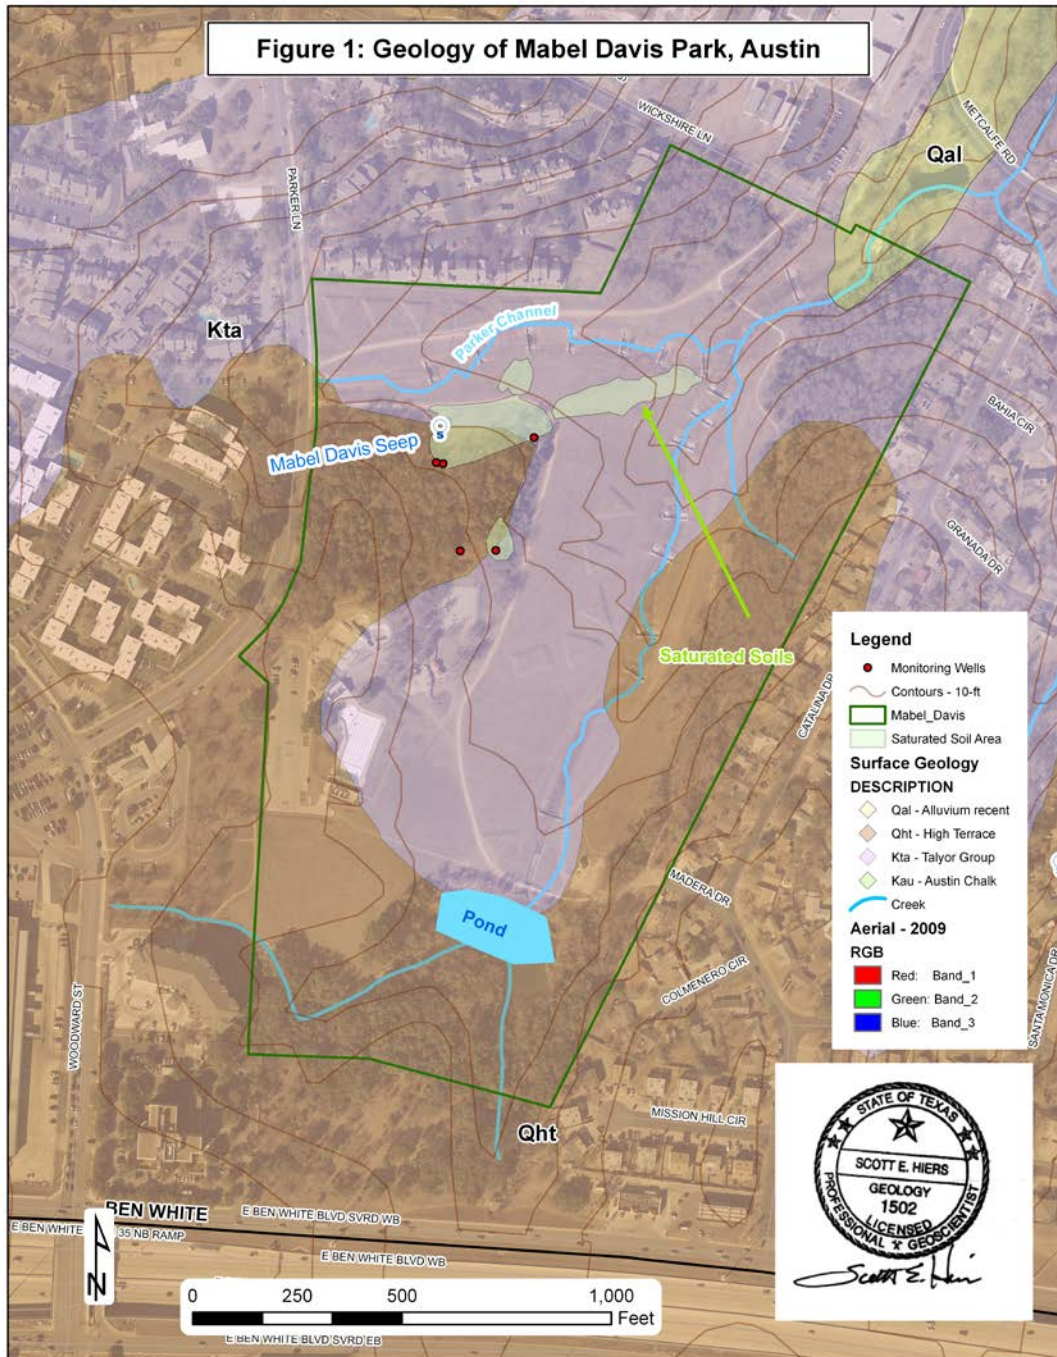 Figure 1: Geology of Mabel Davis Park, Austin
WICKSHIRE LN
METCALFE RD
Qal
PARKER LN
Kta
Parker Channel
BAHIA CIR
S
Mabel Davis Seep
GRANADA DR
Saturated Soils
CATALINA DR
Legend
Monitoring Wells
Contours - 10-ft
Mabel_Davis
Saturated Soil Area
Surface Geology
DESCRIPTION
Qal - Alluvium recent
Qht - High Terrace
Kta - Talyor Group
Kau - Austin Chalk
Creek
Aerial - 2009
RGB
Red: Band_1
Green: Band_2
Blue: Band_3
MADERA DR
Pond
COLMENERO CIR
SANTA MONICA DR
WOODWARD ST
MISSION HILL CIR
Qht
STATE OF TEXAS
SCOTT E. HIERS
GEOLOGY
1502
LICENSED
PROFESSIONAL GEOSCIENTIST
Scott E. Hiers
BEN WHITE
E BEN WHITE BLVD SVRD WB
E BEN WHITE
35 NB RAMP
E BEN WHITE BLVD WB
N
0 250 500 1,000
Feet
E BEN WHITE BLVD SVRD EB